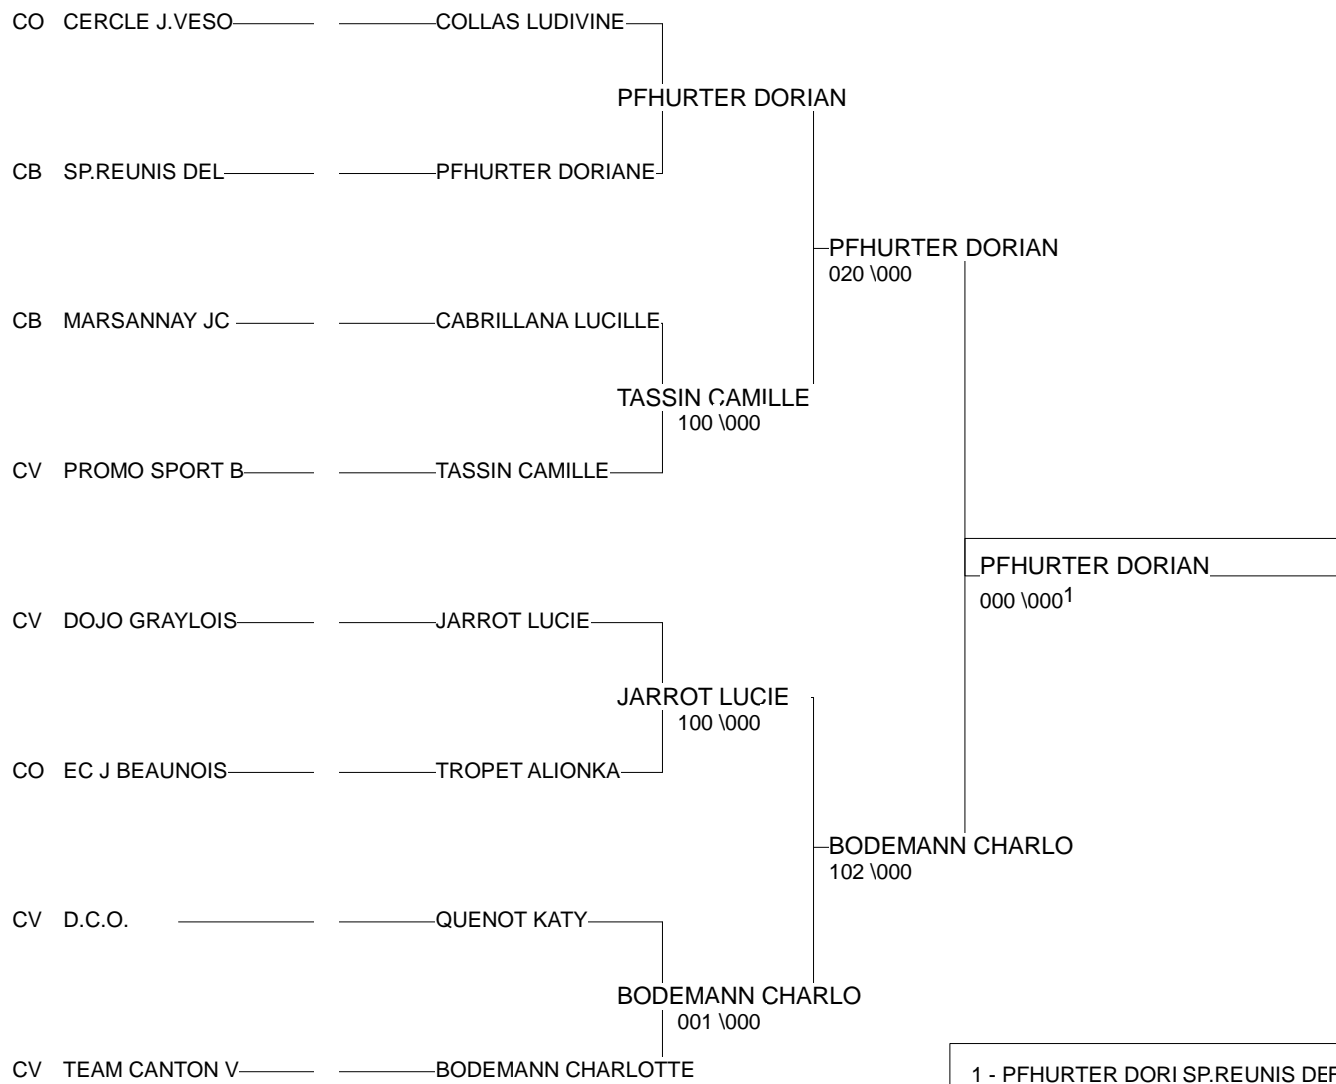 CO CERCLE J.VESO COLLAS LUDIVINE
PFHURTER DORIAN
CB SP.REUNIS DEL PFHURTER DORIANE
PFHURTER DORIAN
020 \000
CB MARSANNAY JC CABRILLANA LUCILLE
TASSIN CAMILLE
100 \000
CV PROMO SPORT B TASSIN CAMILLE
PFHURTER DORIAN
000 \000 1
CV DOJO GRAYLOIS JARROT LUCIE
JARROT LUCIE
100 \000
CO EC J BEAUNOIS TROPET ALIONKA
BODEMANN CHARLO
102 \000
CV D.C.O. QUENOT KATY
BODEMANN CHARLO
001 \000
CV TEAM CANTON V BODEMANN CHARLOTTE
1 - PFHURTER DORI SP.REUNIS